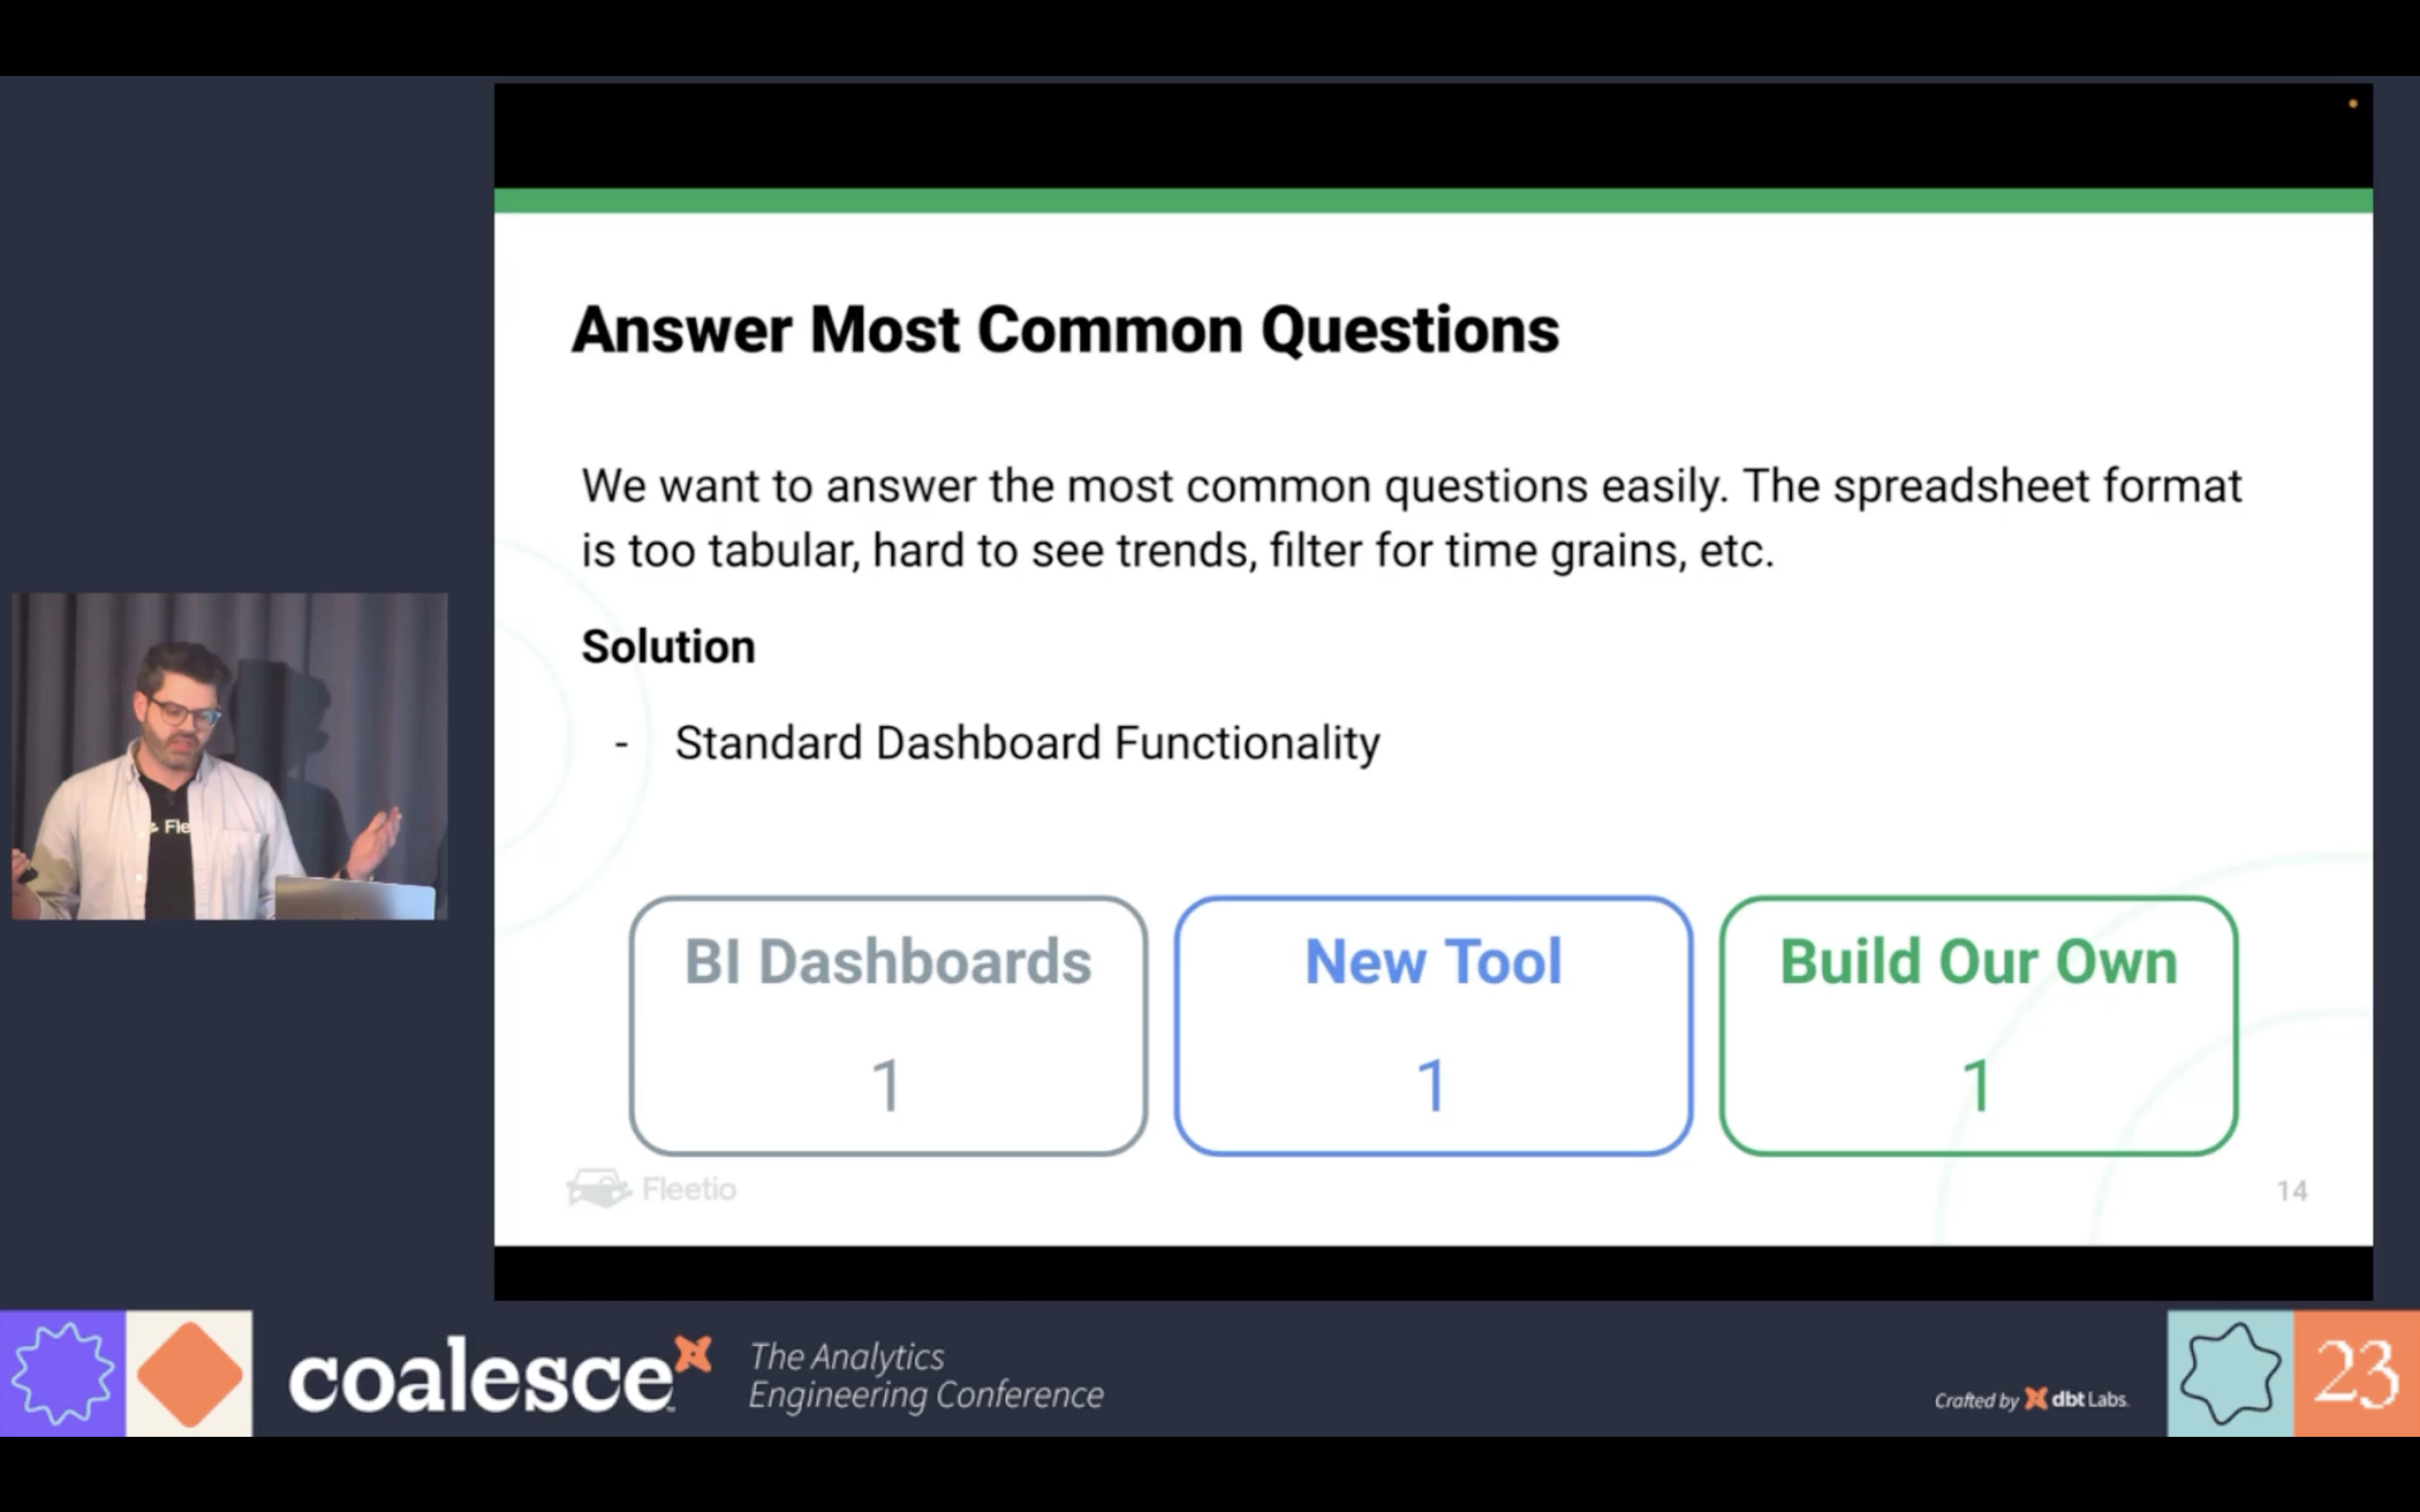 Answer Most Common Questions
We want to answer the most common questions easily. The spreadsheet format
is too tabular, hard to see trends, filter for time grains, etc.
Solution
- Standard Dashboard Functionality
BI Dashboards
1
New Tool
1
Build Our Own
1
Fleetio
14
Fle
coalesce
The Analytics
Engineering Conference
Crafted by dbt Labs
23